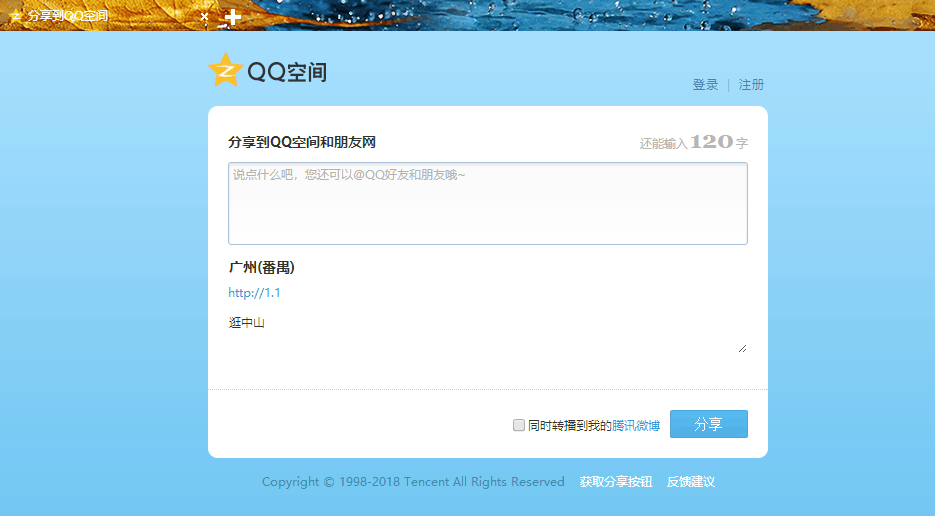 分享到QQ空间
QQ空间
登录 | 注册
分享到QQ空间和朋友网
还能输入120字
说点什么吧，您还可以@QQ好友和朋友哦~
广州(番禺)
http://1.1
逛中山
同时转播到我的腾讯微博
分享
Copyright © 1998-2018 Tencent All Rights Reserved 获取分享按钮 反馈建议